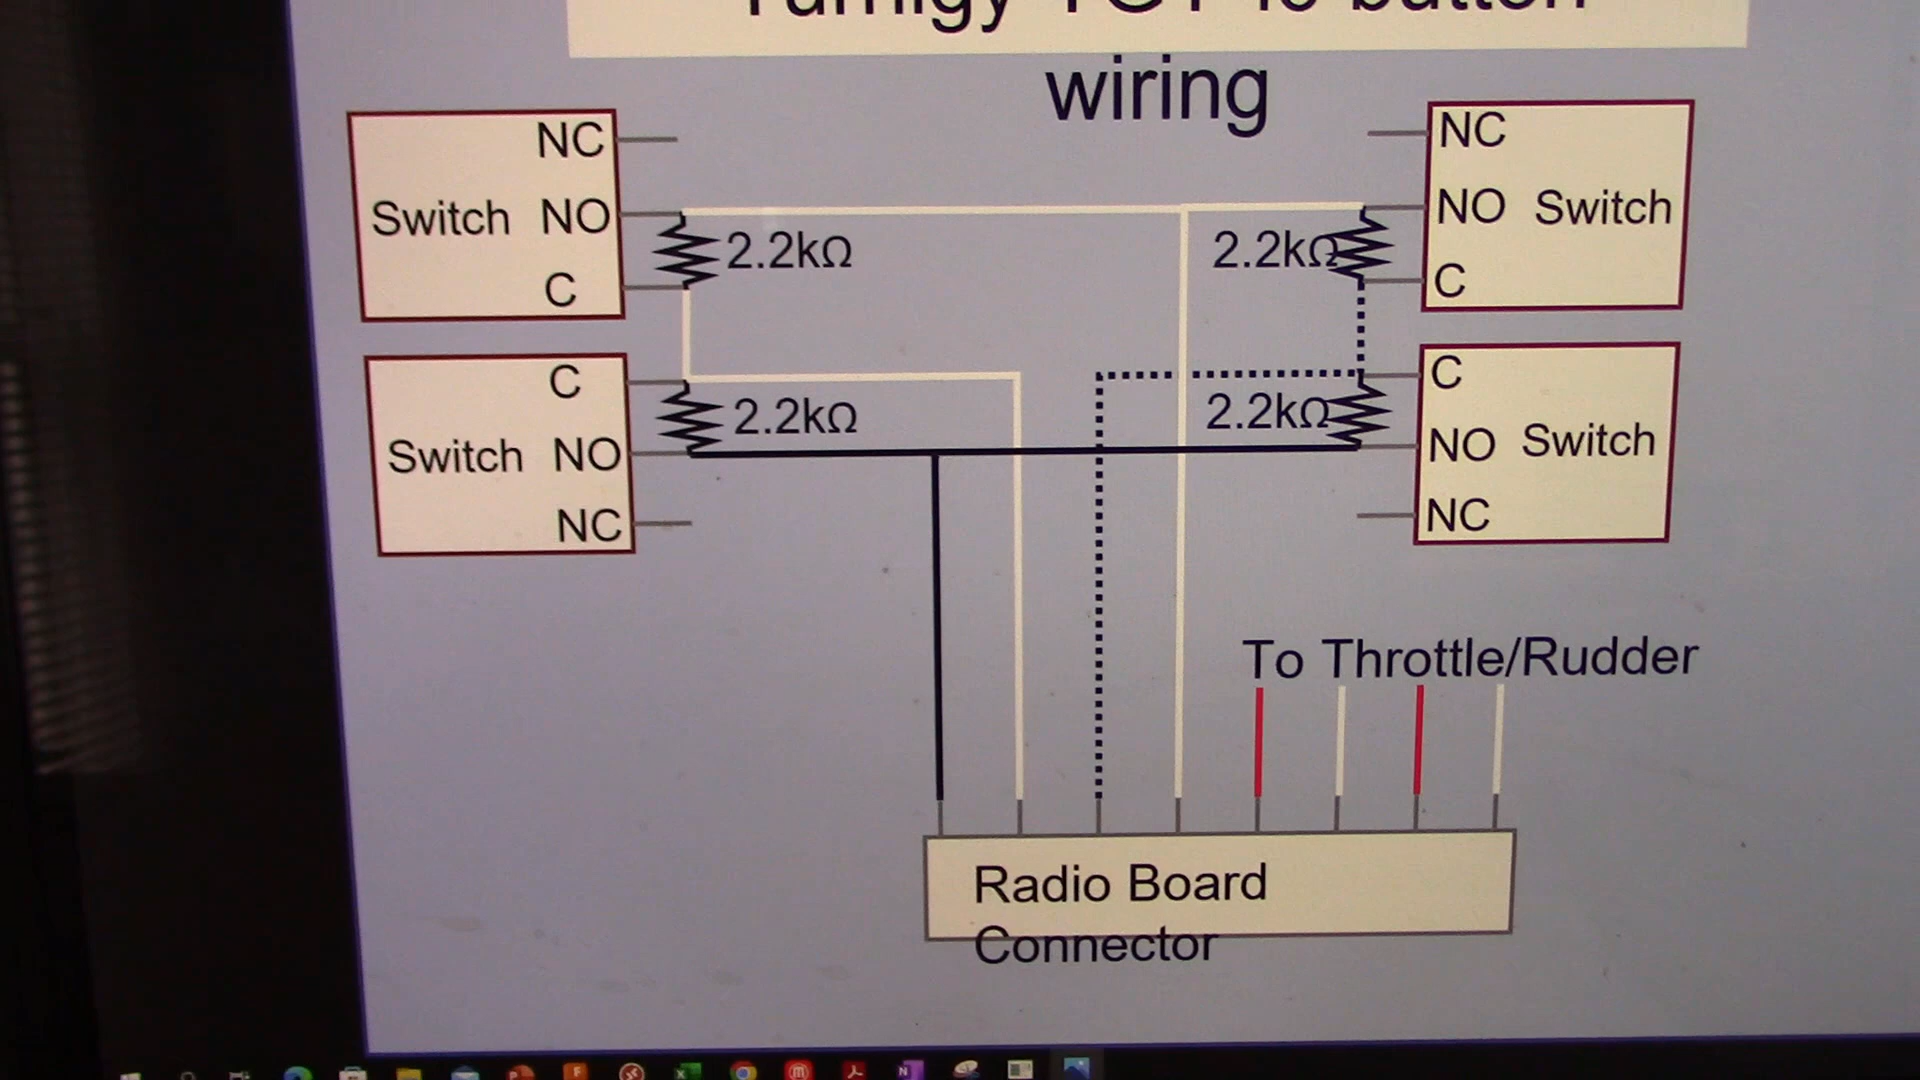 wiring
NC
Switch NO
C
2.2kΩ
C
Switch NO
NC
2.2kΩ
NC
NO Switch
C
2.2kΩ
C
NO Switch
NC
2.2kΩ
To Throttle/Rudder
Radio Board
Connector